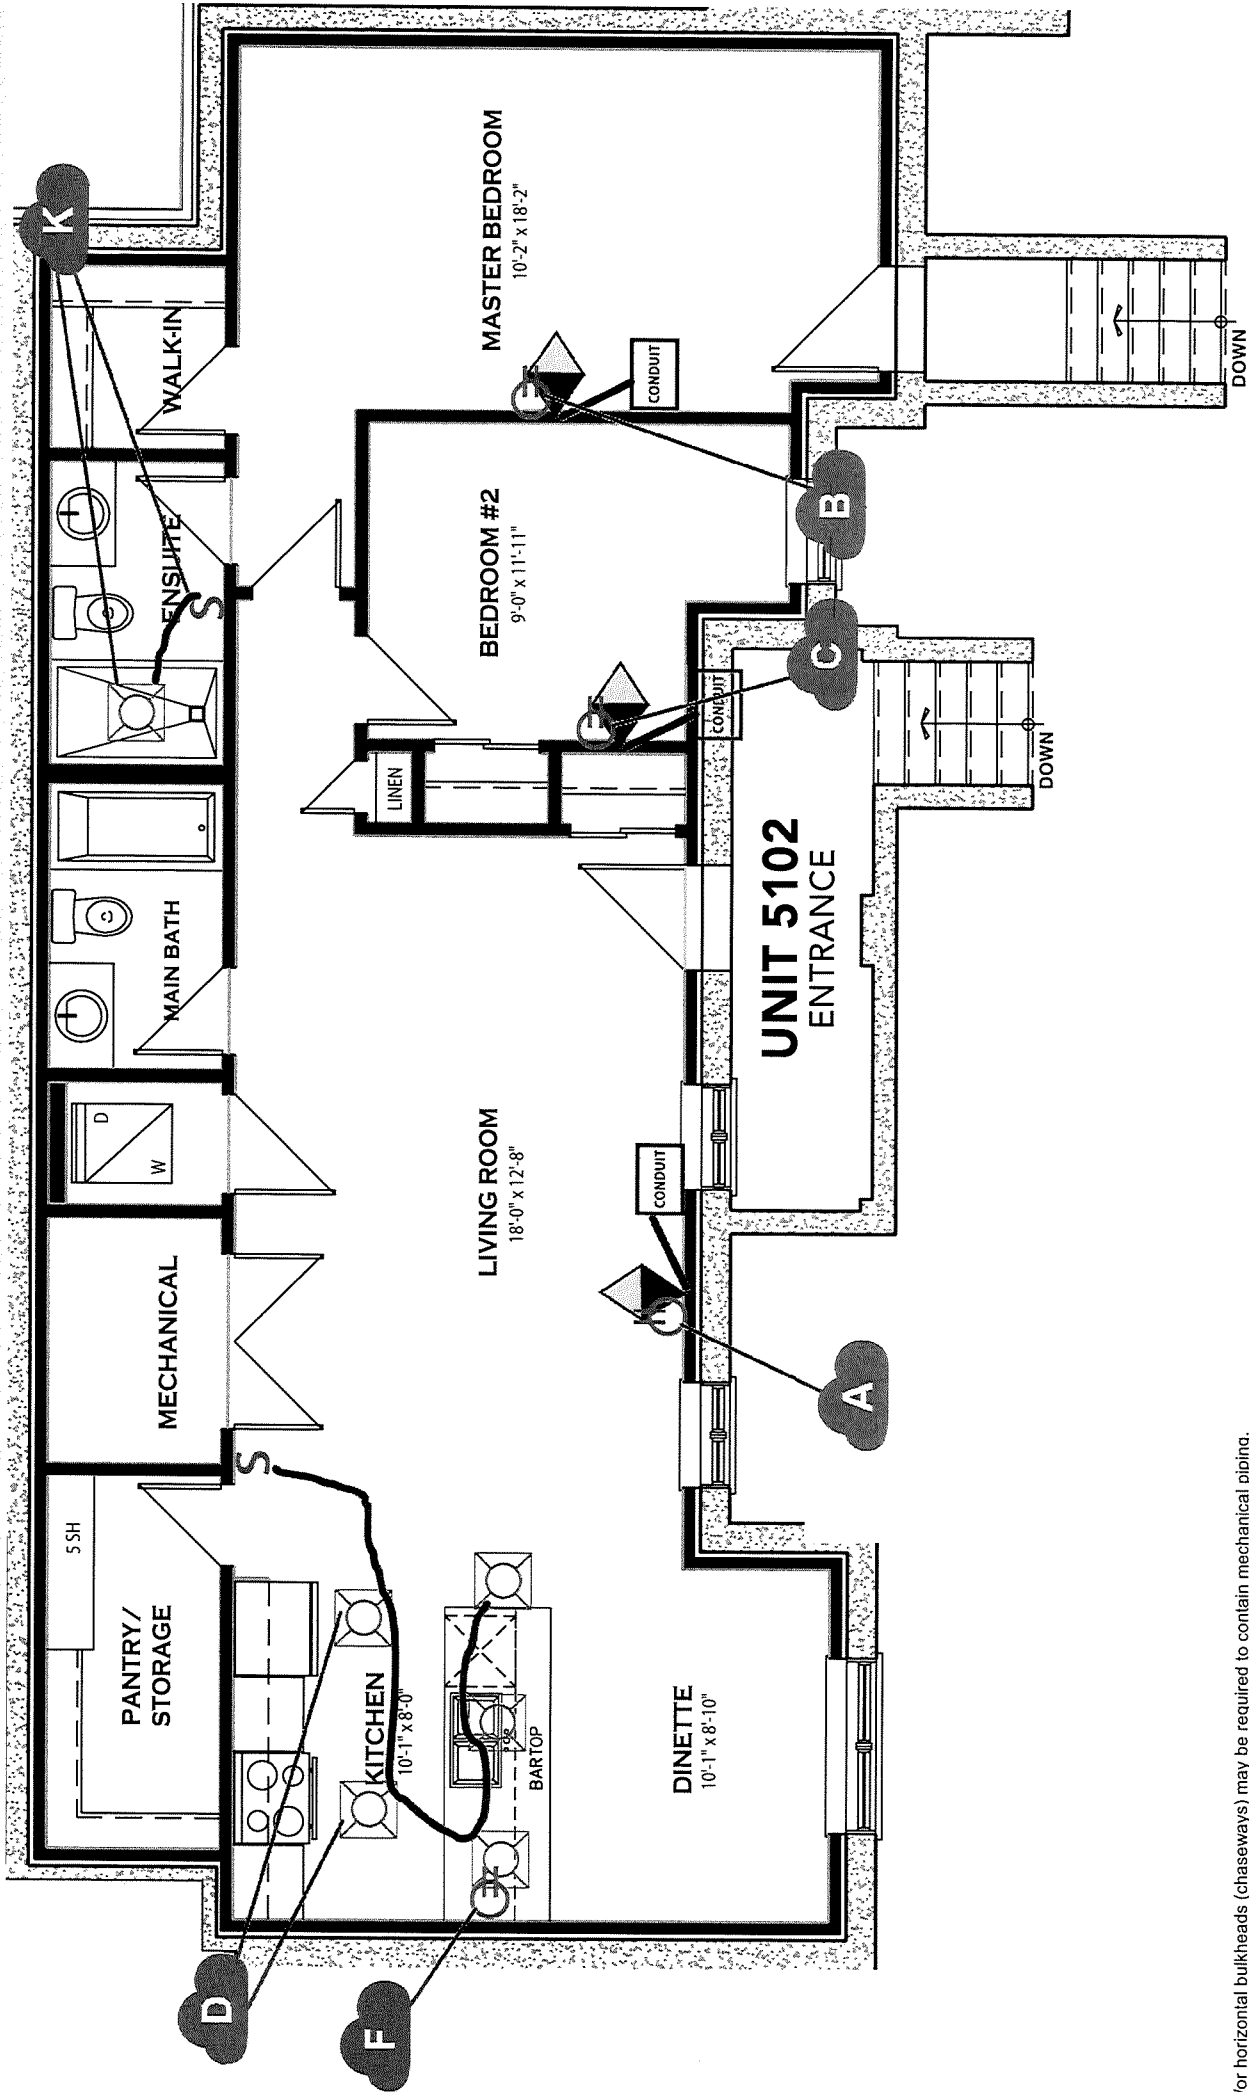 K
WALK-IN
ENSUITE
MAIN BATH
D
W
MECHANICAL
5 SH
PANTRY/
STORAGE
MASTER BEDROOM
10'-2" x 18'-2"
CONDUIT
BEDROOM #2
9'-0" x 11'-11"
CONDUIT
LINEN
LIVING ROOM
18'-0" x 12'-8"
CONDUIT
S
S
KITCHEN
10'-1" x 8'-0"
BARTOP
DINETTE
10'-1" x 8'-10"
B
C
A
D
F
UNIT 5102
ENTRANCE
DOWN
DOWN
for horizontal bulkheads (chaseways) may be required to contain mechanical piping.